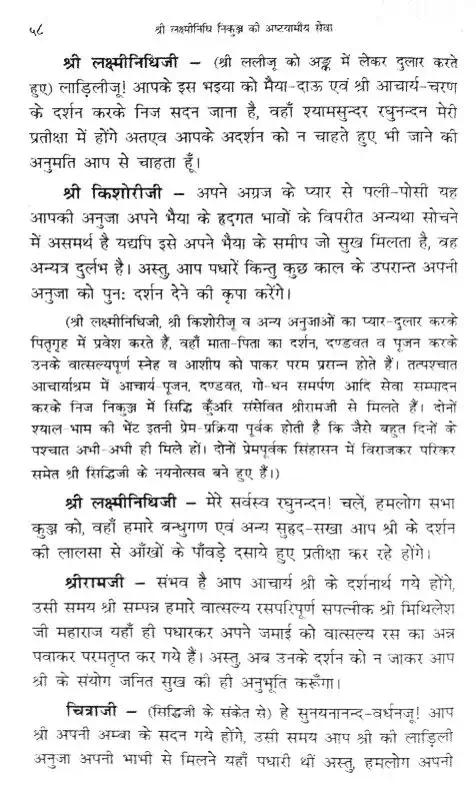 ५८ श्री लक्ष्मीनिधि निकुञ्ज की अष्टयामीय सेवा
श्री लक्ष्मीनिधिजी – (श्री ललीजू को अङ्क में लेकर दुलार करते
हुए) लाड़िलीजू! आपके इस भइया को मैया-दाऊ एवं श्री आचार्य-चरण
के दर्शन करके निज सदन जाना है, वहाँ श्यामसुन्दर रघुनन्दन मेरी
प्रतीक्षा में होंगे अतएव आपके अदर्शन को न चाहते हुए भी जाने की
अनुमति आप से चाहता हूँ।
श्री किशोरीजी – अपने अग्रज के प्यार से पली-पोसी यह
आपकी अनुजा अपने भैया के हृदगत भावों के विपरीत अन्यथा सोचने
में असमर्थ है यद्यपि इसे अपने भैया के समीप जो सुख मिलता है, वह
अन्यत्र दुर्लभ है। अस्तु, आप पधारें किन्तु कुछ काल के उपरान्त अपनी
अनुजा को पुन: दर्शन देने की कृपा करेंगे।
(श्री लक्ष्मीनिधिजी, श्री किशोरीजू व अन्य अनुजाओं का प्यार-दुलार करके
पितृगृह में प्रवेश करते हैं, वहाँ माता-पिता का दर्शन, दण्डवत व पूजन करके
उनके वात्सल्यपूर्ण स्नेह व आशीष को पाकर परम प्रसन्न होते हैं। तत्पश्चात
आचार्याश्रम में आचार्य-पूजन, दण्डवत, गो-धन समर्पण आदि सेवा सम्पादन
करके निज निकुञ्ज में सिद्धि कुँअरि संसेवित श्रीरामजी से मिलते हैं। दोनों
श्याल-भाम की भेंट इतनी प्रेम-प्रक्रिया पूर्वक होती है कि जैसे बहुत दिनों के
पश्चात अभी-अभी ही मिले हों। दोनों प्रेमपूर्वक सिंहासन में विराजकर परिकर
समेत श्री सिद्धिजी के नयनोत्सव बने हुए हैं।)
श्री लक्ष्मीनिधिजी – मेरे सर्वस्व रघुनन्दन! चलें, हमलोग सभा
कुञ्ज को, वहाँ हमारे बन्धुगण एवं अन्य सुहृद-सखा आप श्री के दर्शन
की लालसा से आँखों के पाँवड़े दसाये हुए प्रतीक्षा कर रहे होंगे।
श्रीरामजी – संभव है आप आचार्य श्री के दर्शनार्थ गये होंगे,
उसी समय श्री सम्पन्न हमारे वात्सल्य रसपरिपूर्ण सपत्नीक श्री मिथिलेश
जी महाराज यहाँ ही पधारकर अपने जमाई को वात्सल्य रस का अन्न
पवाकर परमतृप्त कर गये हैं। अस्तु, अब उनके दर्शन को न जाकर आप
श्री के संयोग जनित सुख की ही अनुभूति करूँगा।
चित्राजी – (सिद्धिजी के संकेत से) हे सुनयनानन्द-वर्धनजू! आप
श्री अपनी अम्बा के सदन गये होंगे, उसी समय आप श्री की लाड़िली
अनुजा अपनी भाभी से मिलने यहाँ पधारी थीं अस्तु, हमलोग अपनी